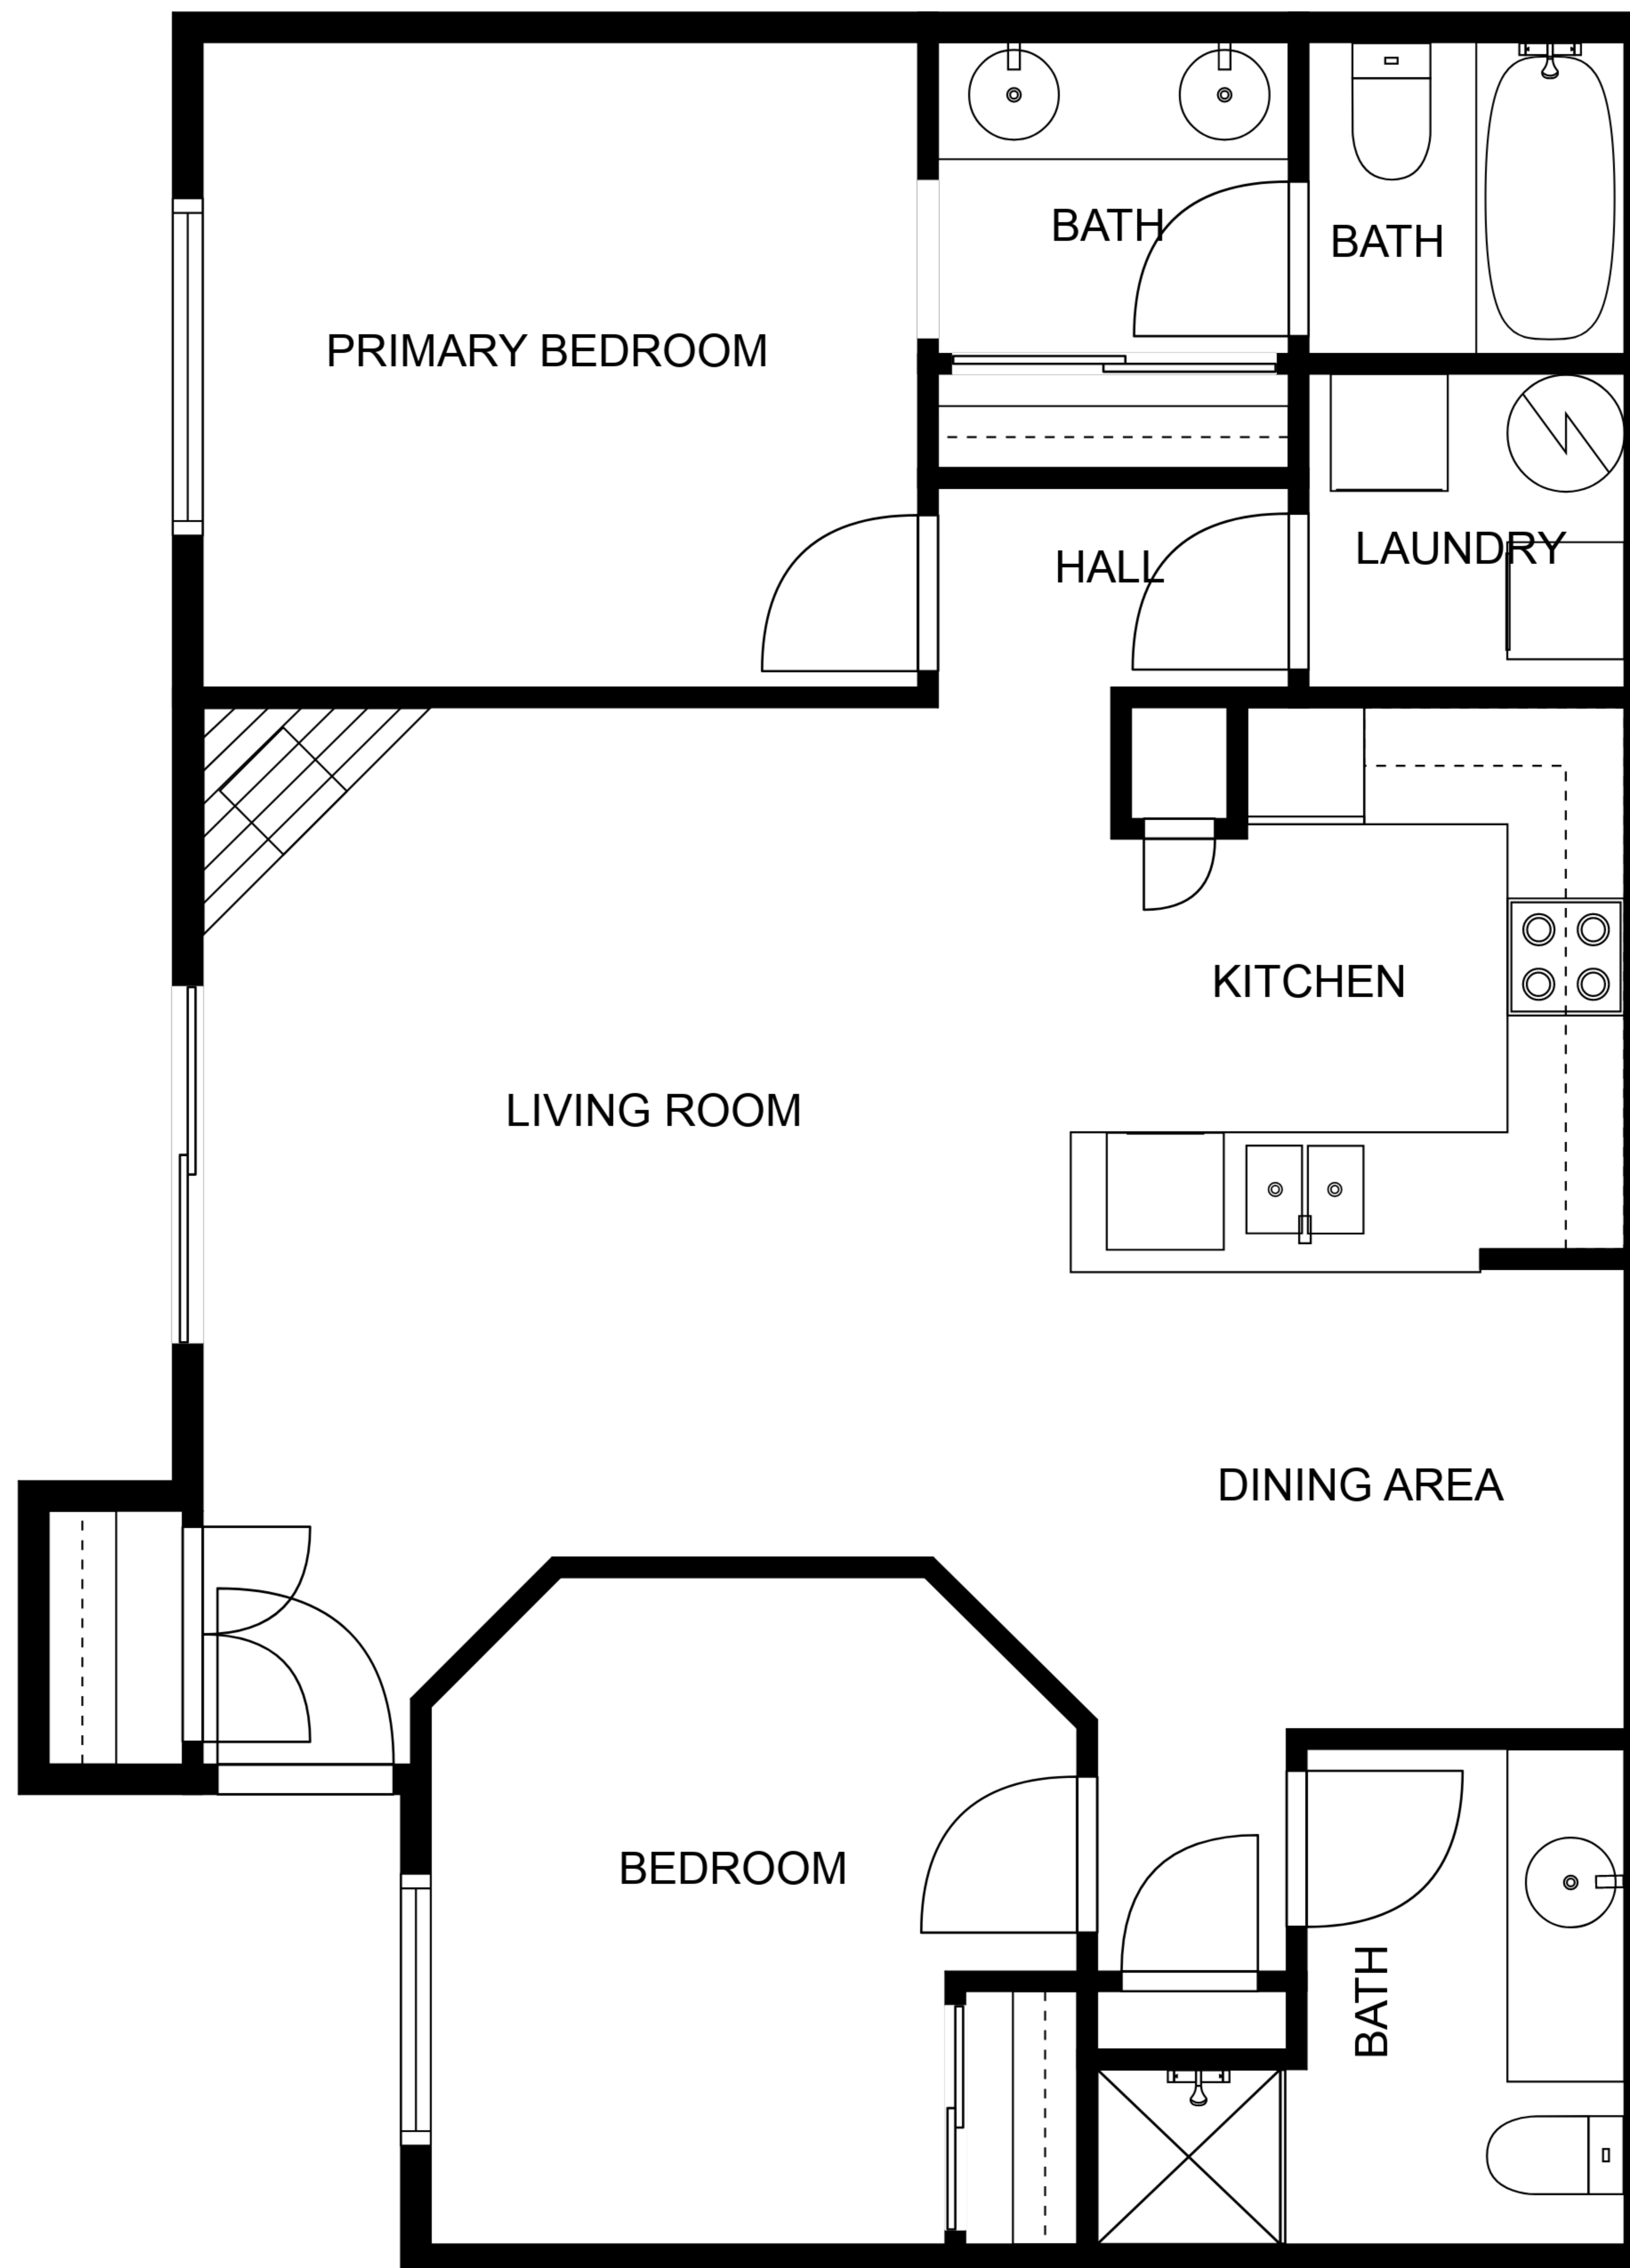 BATH
BATH
PRIMARY BEDROOM
LAUNDRY
HALL
KITCHEN
LIVING ROOM
DINING AREA
BEDROOM
BATH